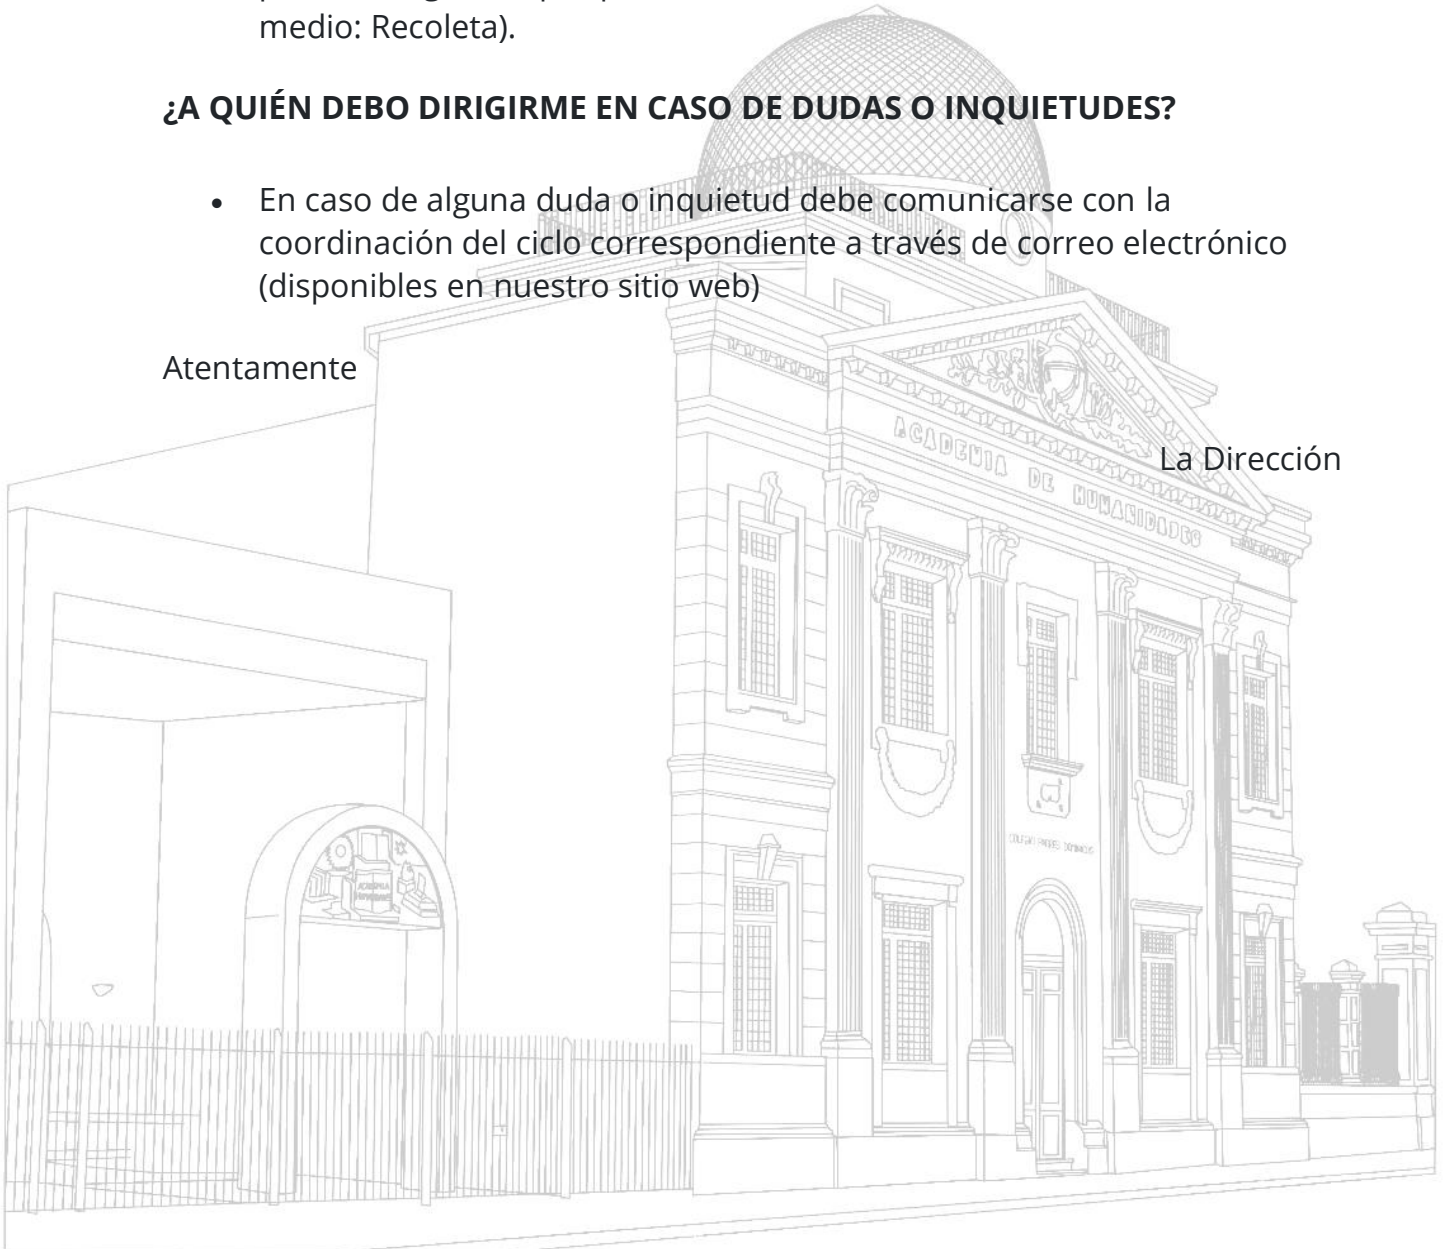 medio: Recoleta).
¿A QUIÉN DEBO DIRIGIRME EN CASO DE DUDAS O INQUIETUDES?
• En caso de alguna duda o inquietud debe comunicarse con la
coordinación del ciclo correspondiente a través de correo electrónico
(disponibles en nuestro sitio web)
Atentamente
La Dirección
ACADEMIA DE HUMANIDADES